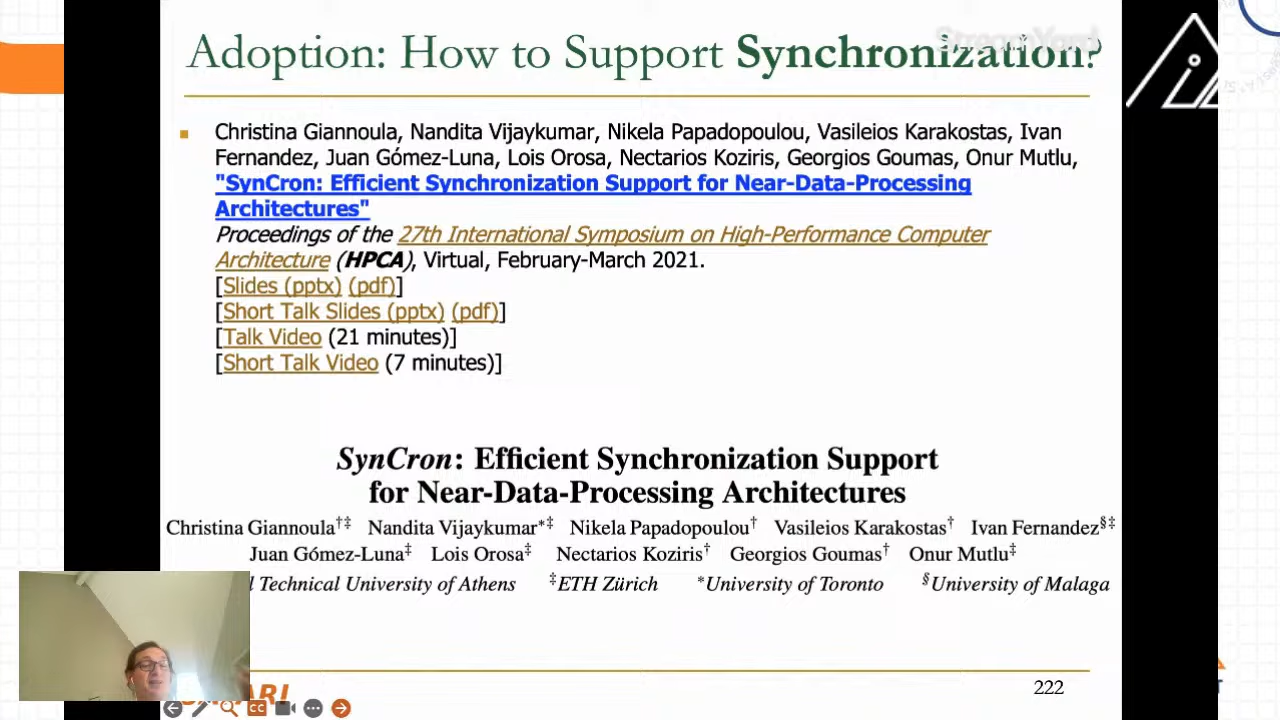 Adoption: How to Support Synchronization?
StreamYard
Christina Giannoula, Nandita Vijaykumar, Nikela Papadopoulou, Vasileios Karakostas, Ivan
Fernandez, Juan Gómez-Luna, Lois Orosa, Nectarios Koziris, Georgios Goumas, Onur Mutlu,
"SynCron: Efficient Synchronization Support for Near-Data-Processing
Architectures"
Proceedings of the 27th International Symposium on High-Performance Computer
Architecture (HPCA), Virtual, February-March 2021.
[Slides (pptx) (pdf)]
[Short Talk Slides (pptx) (pdf)]
[Talk Video (21 minutes)]
[Short Talk Video (7 minutes)]
SynCron: Efficient Synchronization Support
for Near-Data-Processing Architectures
Christina Giannoula†‡ Nandita Vijaykumar*‡ Nikela Papadopoulou† Vasileios Karakostas† Ivan Fernandez§‡
Juan Gómez-Luna‡ Lois Orosa‡ Nectarios Koziris† Georgios Goumas† Onur Mutlu‡
Technical University of Athens ‡ETH Zürich *University of Toronto §University of Malaga
222
CC